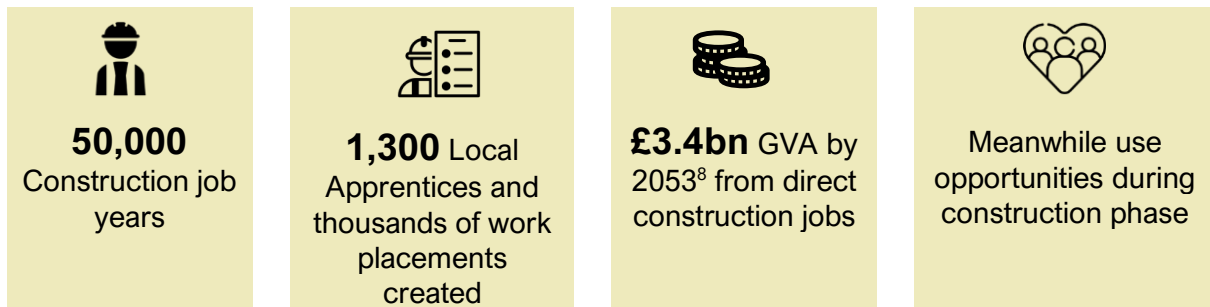 50,000
Construction job
years
1,300 Local
Apprentices and
thousands of work
placements
created
£3.4bn GVA by
2053⁸ from direct
construction jobs
Meanwhile use
opportunities during
construction phase